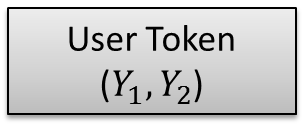 User Token
(Y₁, Y₂)